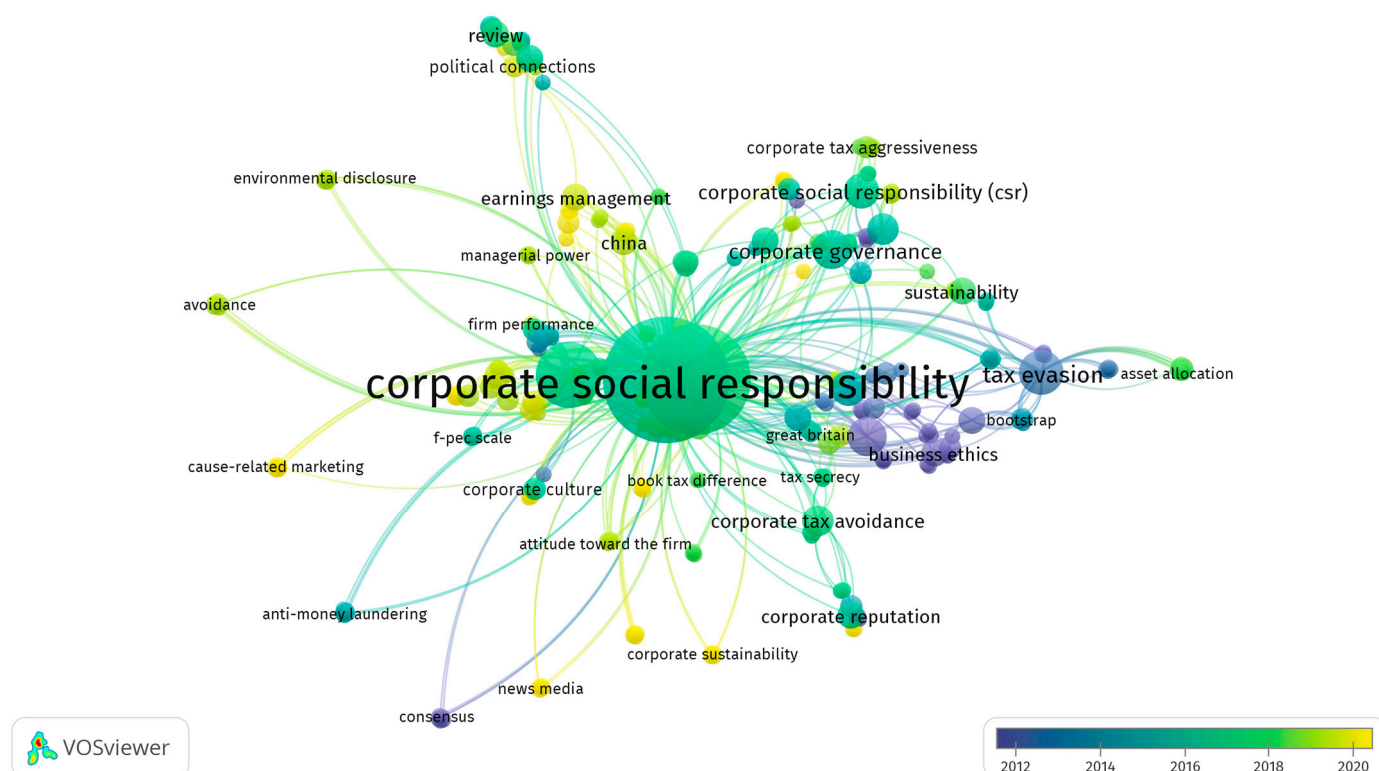 review
political connections
corporate tax aggressiveness
environmental disclosure
corporate social responsibility (csr)
earnings management
china
corporate governance
managerial power
sustainability
avoidance
firm performance
corporate social responsibility
tax evasion
asset allocation
bootstrap
f-pec scale
great britain
business ethics
cause-related marketing
corporate culture
book tax difference
tax secrecy
corporate tax avoidance
attitude toward the firm
anti-money laundering
corporate reputation
corporate sustainability
news media
consensus
VOSviewer
2012 2014 2016 2018 2020